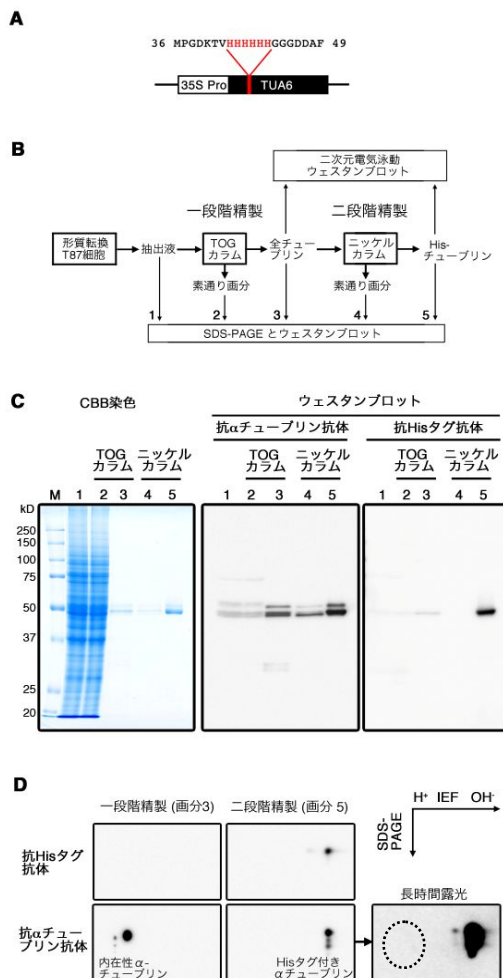 A
36 MPGDKTVHHHHHHGGGDDAF 49
35S Pro TUA6
B
二次元電気泳動
ウェスタンブロット
一段階精製 二段階精製
形質転換
T87細胞
抽出液
TOG
カラム
全チュー
ブリン
ニッケル
カラム
His-
チューブリン
素通り画分 素通り画分
1 2 3 4 5
SDS-PAGE とウェスタンブロット
C
CBB染色
ウェスタンブロット
抗αチューブリン抗体 抗Hisタグ抗体
TOG
カラム
ニッケル
カラム
TOG
カラム
ニッケル
カラム
TOG
カラム
ニッケル
カラム
M 1 2 3 4 5 1 2 3 4 5 1 2 3 4 5
kD
250
150
100
75
50
37
25
20
D
一段階精製 (画分3) 二段階精製 (画分 5)
H⁺ IEF OH⁻
SDS-
PAGE
抗Hisタグ
抗体
長時間露光
抗αチュー
ブリン抗体
内在性α-
チューブリン
Hisタグ付き
αチューブリン